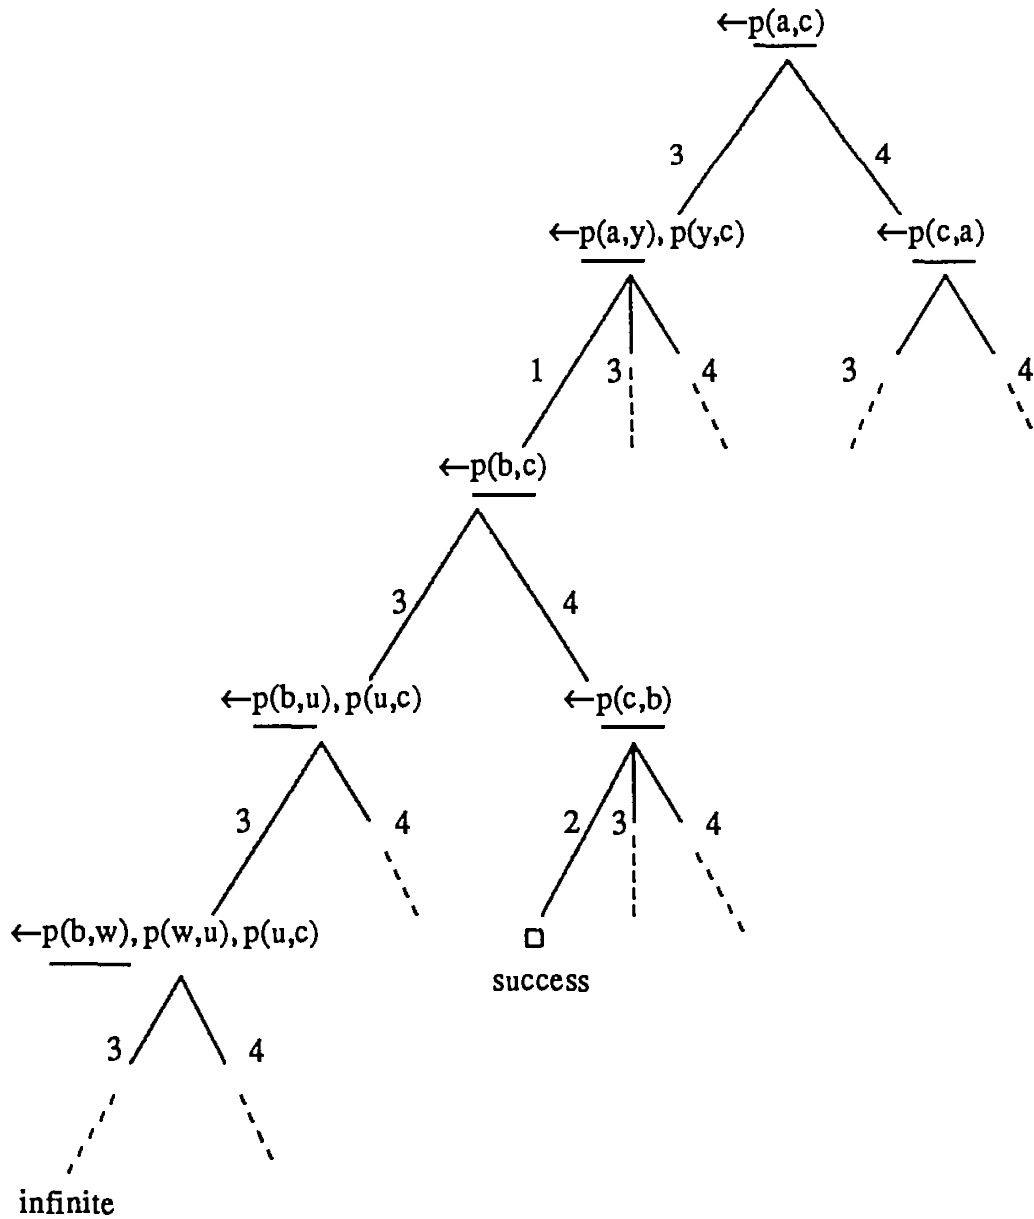 ←p(a,c)
3 4
←p(a,y), p(y,c) ←p(c,a)
1 3 4 3 4
←p(b,c)
3 4
←p(b,u), p(u,c) ←p(c,b)
3 4 2 3 4
←p(b,w), p(w,u), p(u,c)
success
3 4
infinite